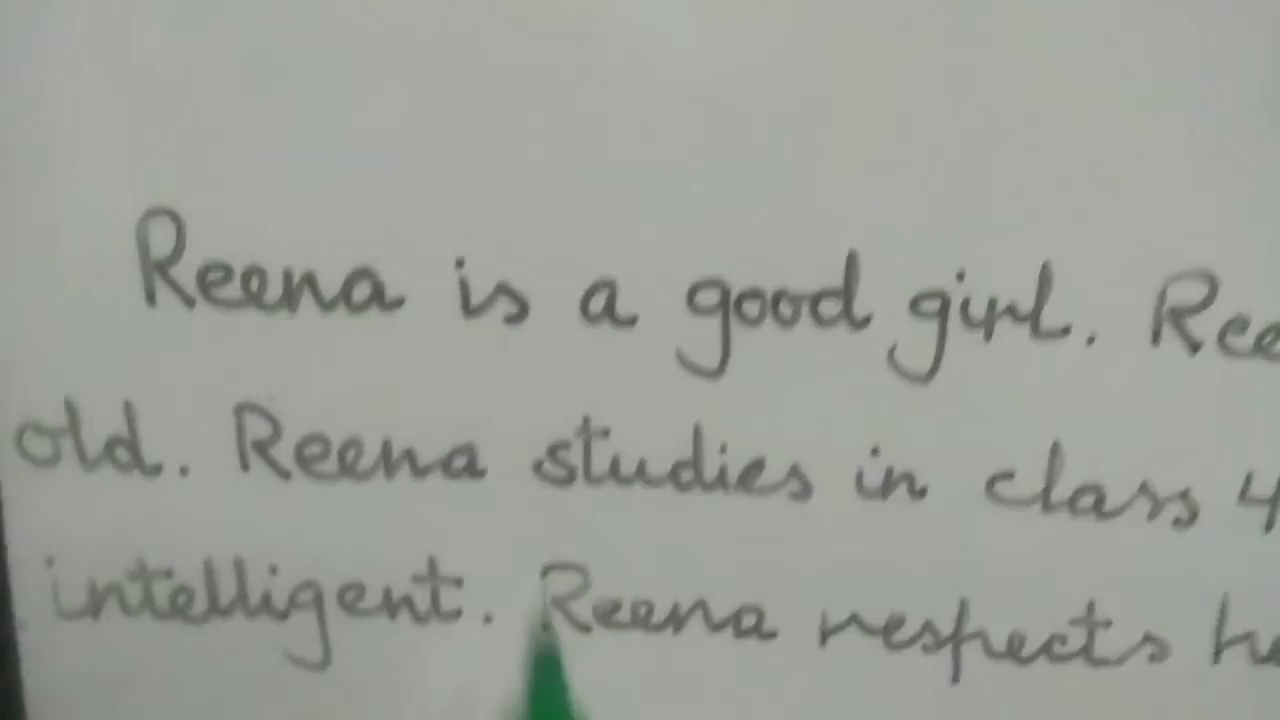 Reena is a good girl. Ree
old. Reena studies in class 4
intelligent. Reena respects he